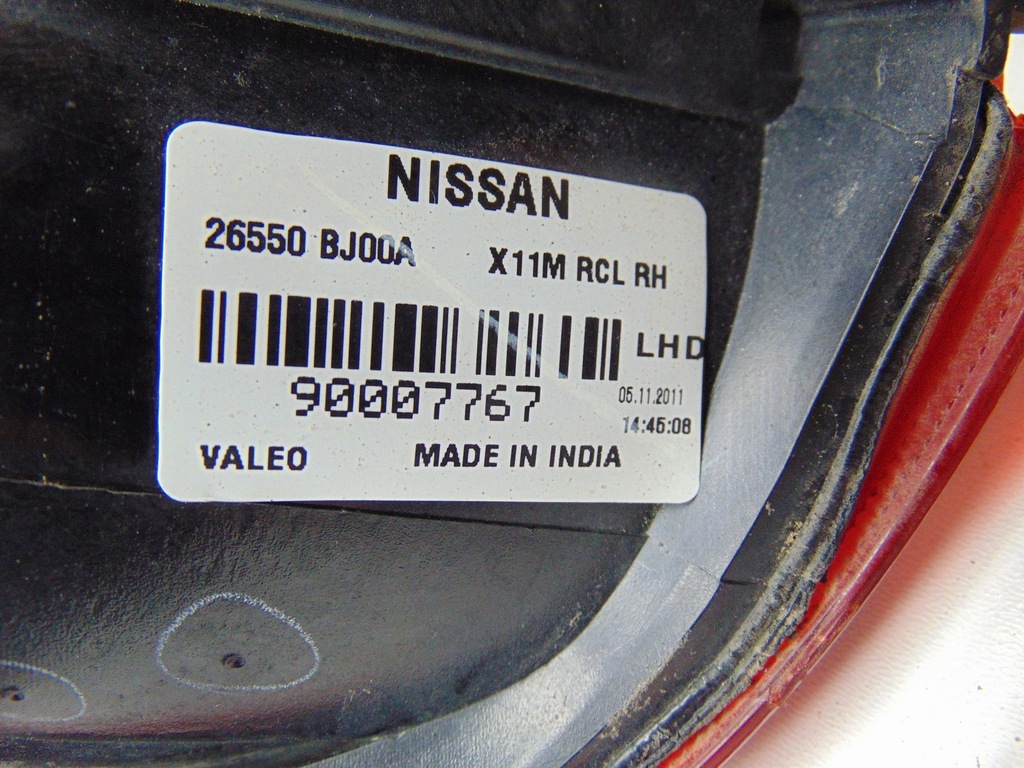 NISSAN
26550 BJ00A X11M RCL RH
LHD
90007767
05.11.2011
14:45:08
VALEO MADE IN INDIA